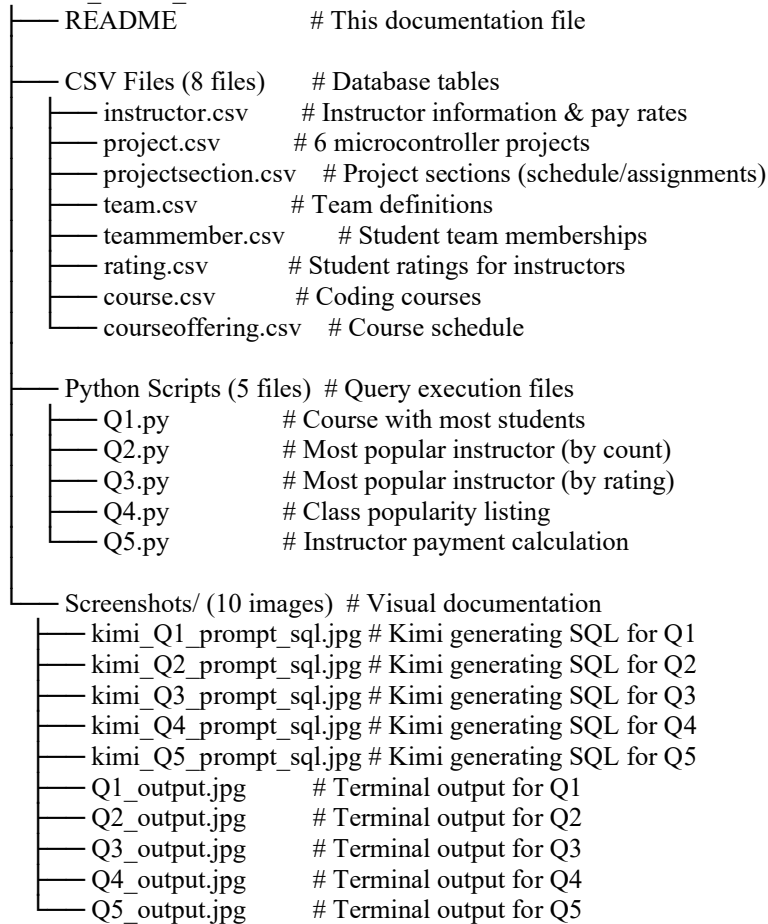 ├── README # This documentation file
│
├── CSV Files (8 files) # Database tables
│ ├── instructor.csv # Instructor information & pay rates
│ ├── project.csv # 6 microcontroller projects
│ ├── projectsection.csv # Project sections (schedule/assignments)
│ ├── team.csv # Team definitions
│ ├── teammember.csv # Student team memberships
│ ├── rating.csv # Student ratings for instructors
│ ├── course.csv # Coding courses
│ └── courseoffering.csv # Course schedule
│
├── Python Scripts (5 files) # Query execution files
│ ├── Q1.py # Course with most students
│ ├── Q2.py # Most popular instructor (by count)
│ ├── Q3.py # Most popular instructor (by rating)
│ ├── Q4.py # Class popularity listing
│ └── Q5.py # Instructor payment calculation
│
└── Screenshots/ (10 images) # Visual documentation
├── kimi_Q1_prompt_sql.jpg # Kimi generating SQL for Q1
├── kimi_Q2_prompt_sql.jpg # Kimi generating SQL for Q2
├── kimi_Q3_prompt_sql.jpg # Kimi generating SQL for Q3
├── kimi_Q4_prompt_sql.jpg # Kimi generating SQL for Q4
├── kimi_Q5_prompt_sql.jpg # Kimi generating SQL for Q5
├── Q1_output.jpg # Terminal output for Q1
├── Q2_output.jpg # Terminal output for Q2
├── Q3_output.jpg # Terminal output for Q3
├── Q4_output.jpg # Terminal output for Q4
└── Q5_output.jpg # Terminal output for Q5